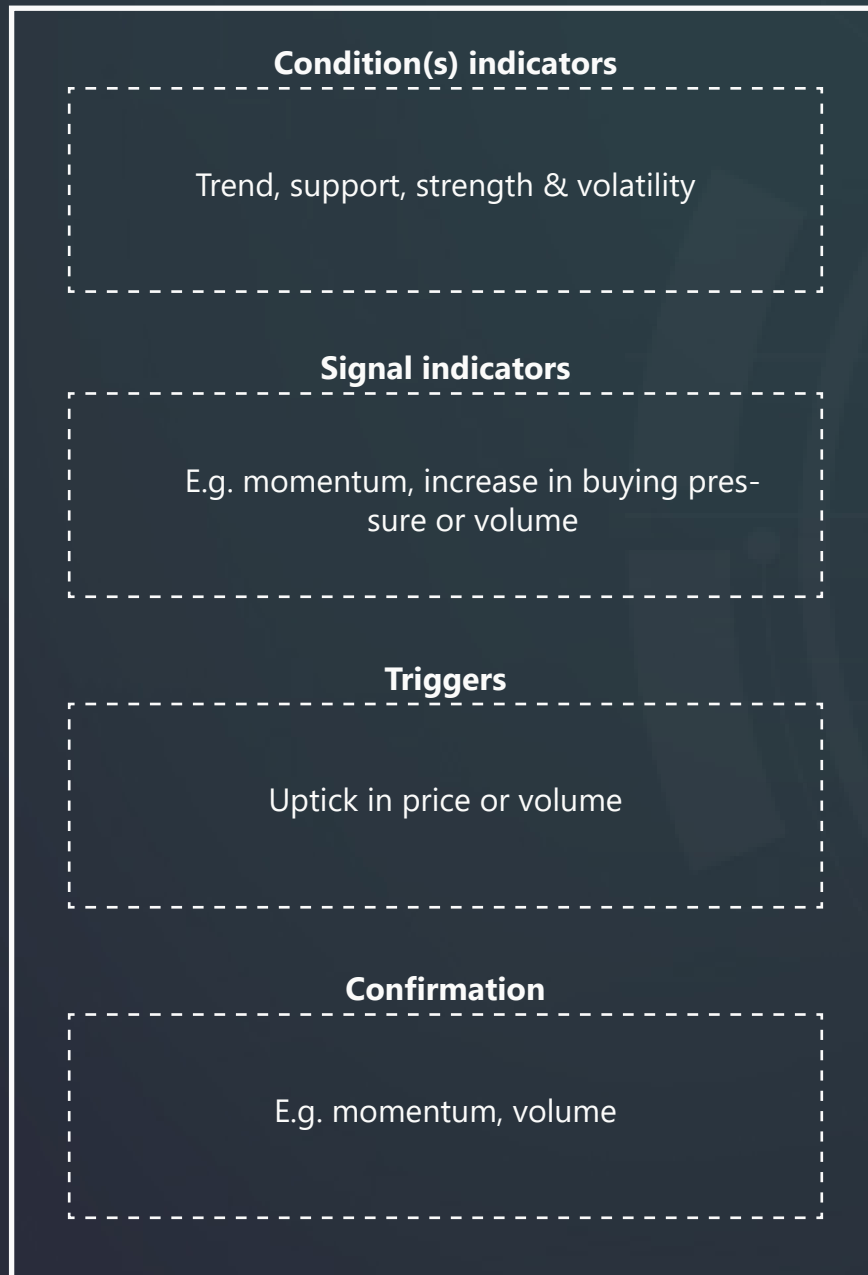 Condition(s) indicators
Trend, support, strength & volatility
Signal indicators
E.g. momentum, increase in buying pres-
sure or volume
Triggers
Uptick in price or volume
Confirmation
E.g. momentum, volume